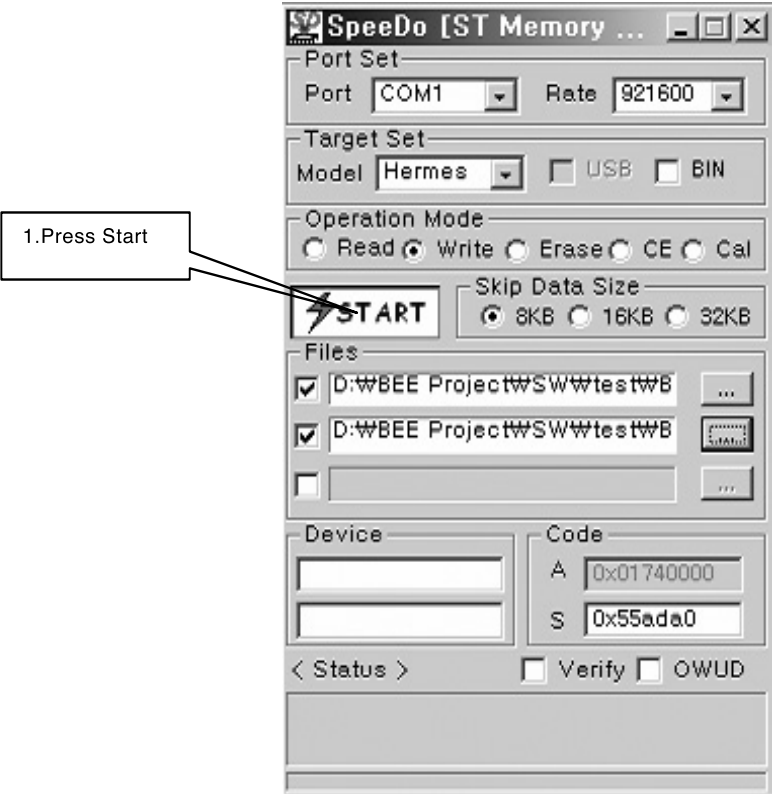 SpeeDo [ST Memory ...
Port Set
Port COM1 Rate 921600
Target Set
Model Hermes USB BIN
1.Press Start
Operation Mode
Read Write Erase CE Cal
START
Skip Data Size
8KB 16KB 32KB
Files
D:₩BEE Project₩SW₩test₩B ...
D:₩BEE Project₩SW₩test₩B ...
...
Device
Code
A 0x01740000
S 0x55ada0
< Status > Verify OWUD